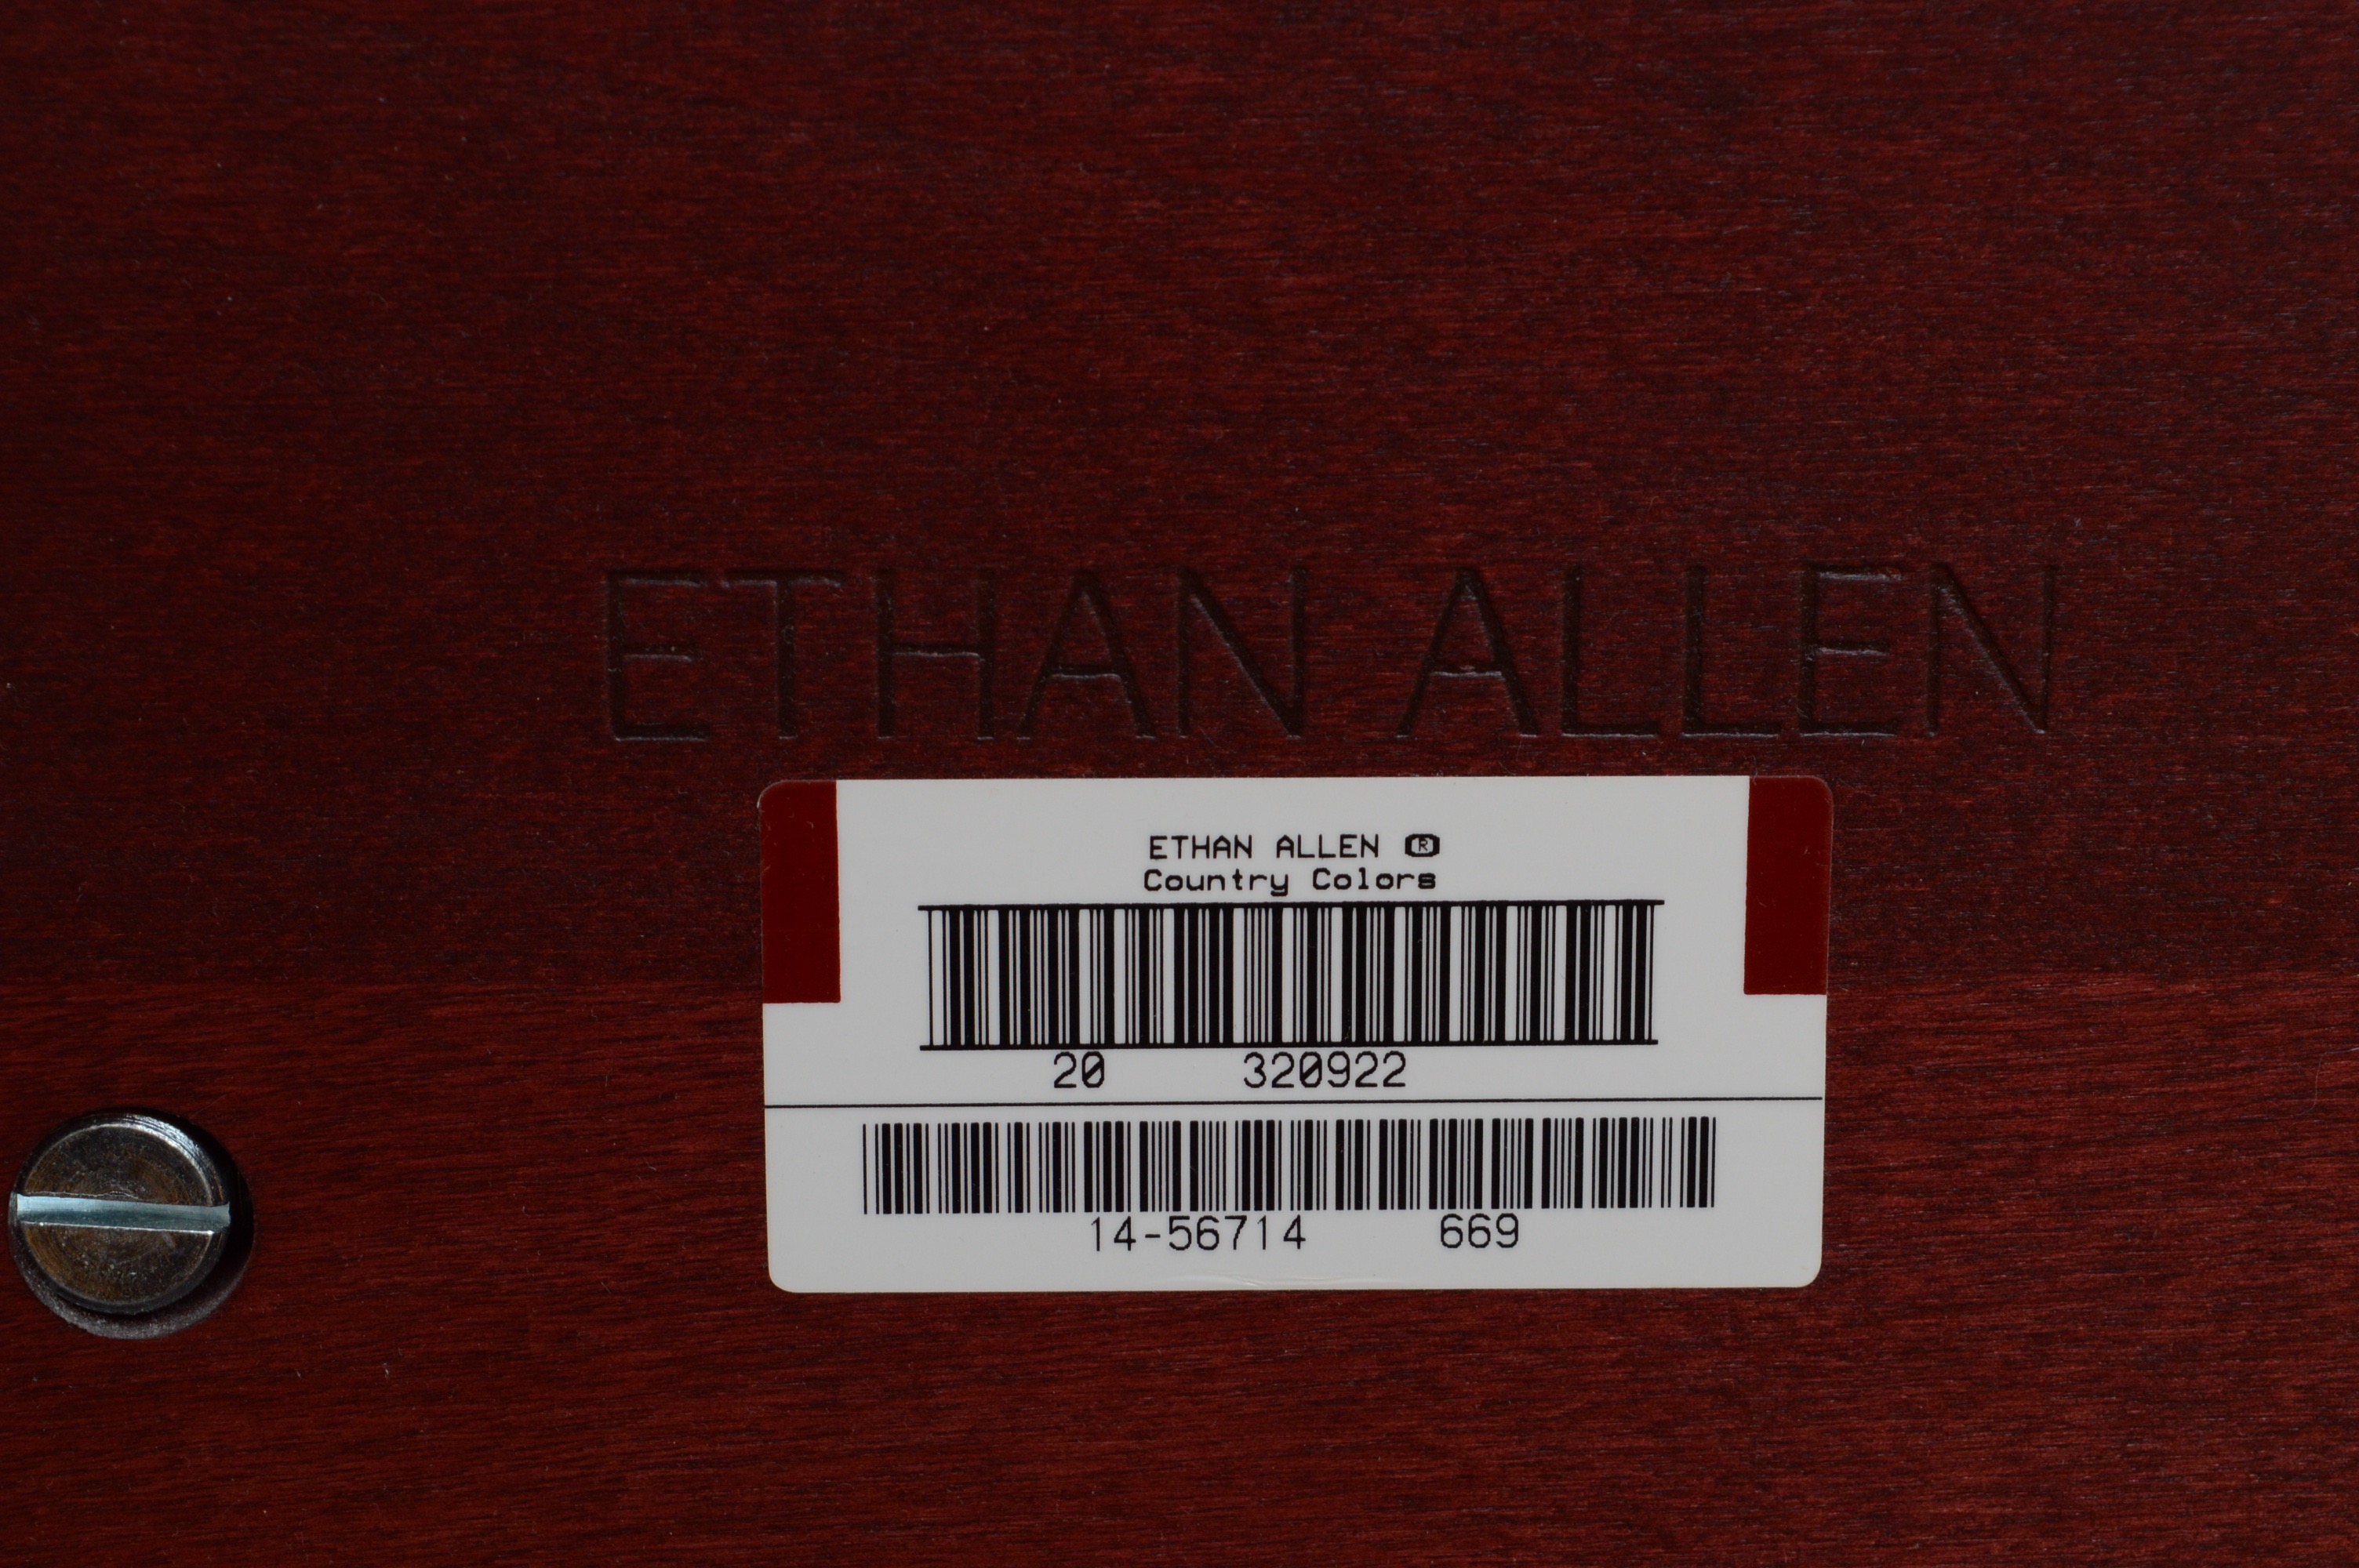 ETHAN ALLEN
ETHAN ALLEN ®
Country Colors
20 320922
14-56714 669